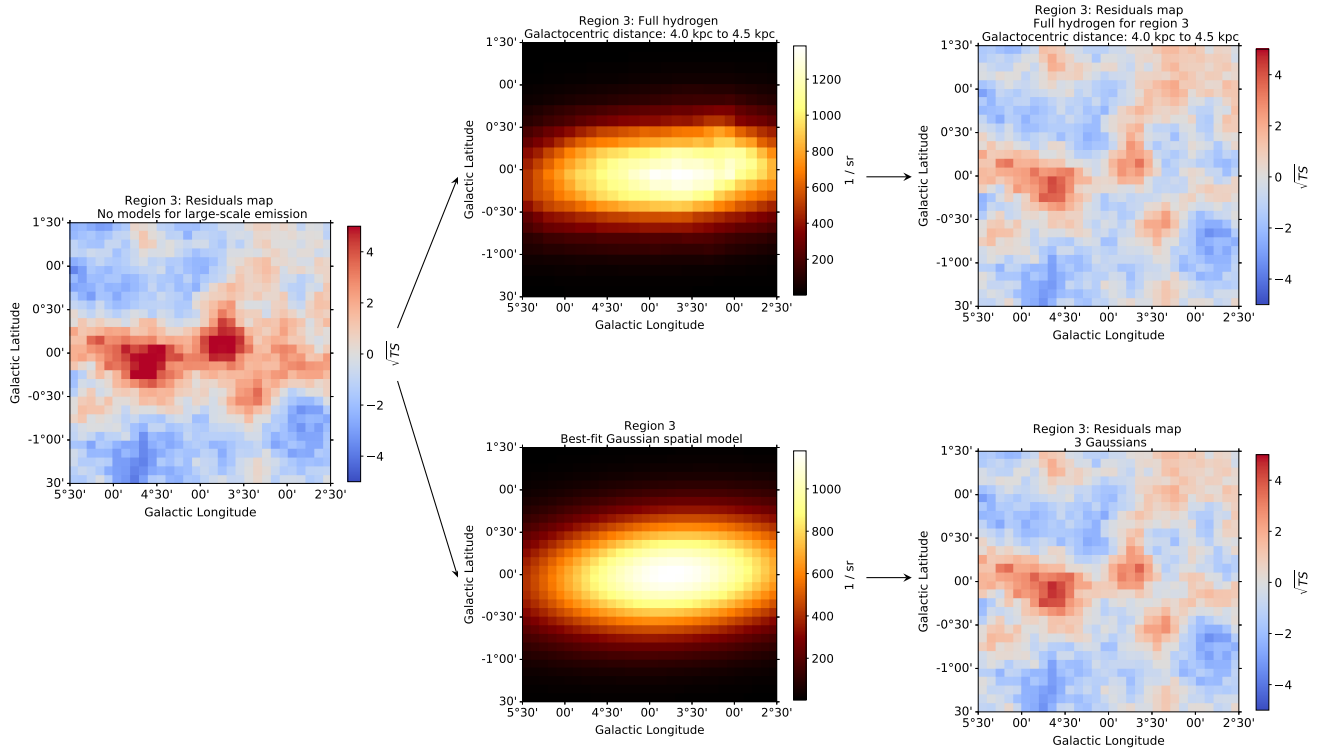 Region 3: Residuals map
No models for large-scale emission
1°30'
00'
0°30'
00'
-0°30'
-1°00'
30'
5°30' 00' 4°30' 00' 3°30' 00' 2°30'
Galactic Longitude
Galactic Latitude
4
2
0
−2
−4
√TS
Region 3: Full hydrogen
Galactocentric distance: 4.0 kpc to 4.5 kpc
1°30'
00'
0°30'
00'
-0°30'
-1°00'
30'
5°30' 00' 4°30' 00' 3°30' 00' 2°30'
Galactic Longitude
Galactic Latitude
1200
1000
800
600
400
200
1 / sr
Region 3: Residuals map
Full hydrogen for region 3
Galactocentric distance: 4.0 kpc to 4.5 kpc
1°30'
00'
0°30'
00'
-0°30'
-1°00'
30'
5°30' 00' 4°30' 00' 3°30' 00' 2°30'
Galactic Longitude
Galactic Latitude
4
2
0
−2
−4
√TS
Region 3
Best-fit Gaussian spatial model
1°30'
00'
0°30'
00'
-0°30'
-1°00'
30'
5°30' 00' 4°30' 00' 3°30' 00' 2°30'
Galactic Longitude
Galactic Latitude
1000
800
600
400
200
1 / sr
Region 3: Residuals map
3 Gaussians
1°30'
00'
0°30'
00'
-0°30'
-1°00'
30'
5°30' 00' 4°30' 00' 3°30' 00' 2°30'
Galactic Longitude
Galactic Latitude
4
2
0
−2
−4
√TS